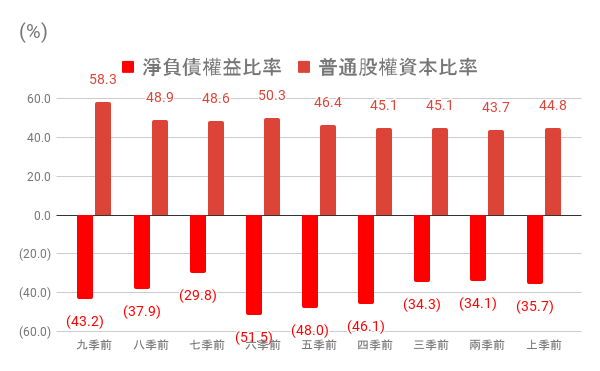 (%)
淨負債權益比率 普通股權資本比率
58.3 48.9 48.6 50.3 46.4 45.1 45.1 43.7 44.8
60.0
40.0
20.0
0.0
(20.0)
(40.0)
(60.0)
(43.2) (37.9) (29.8) (51.5) (48.0) (46.1) (34.3) (34.1) (35.7)
九季前 八季前 七季前 六季前 五季前 四季前 三季前 兩季前 上季前